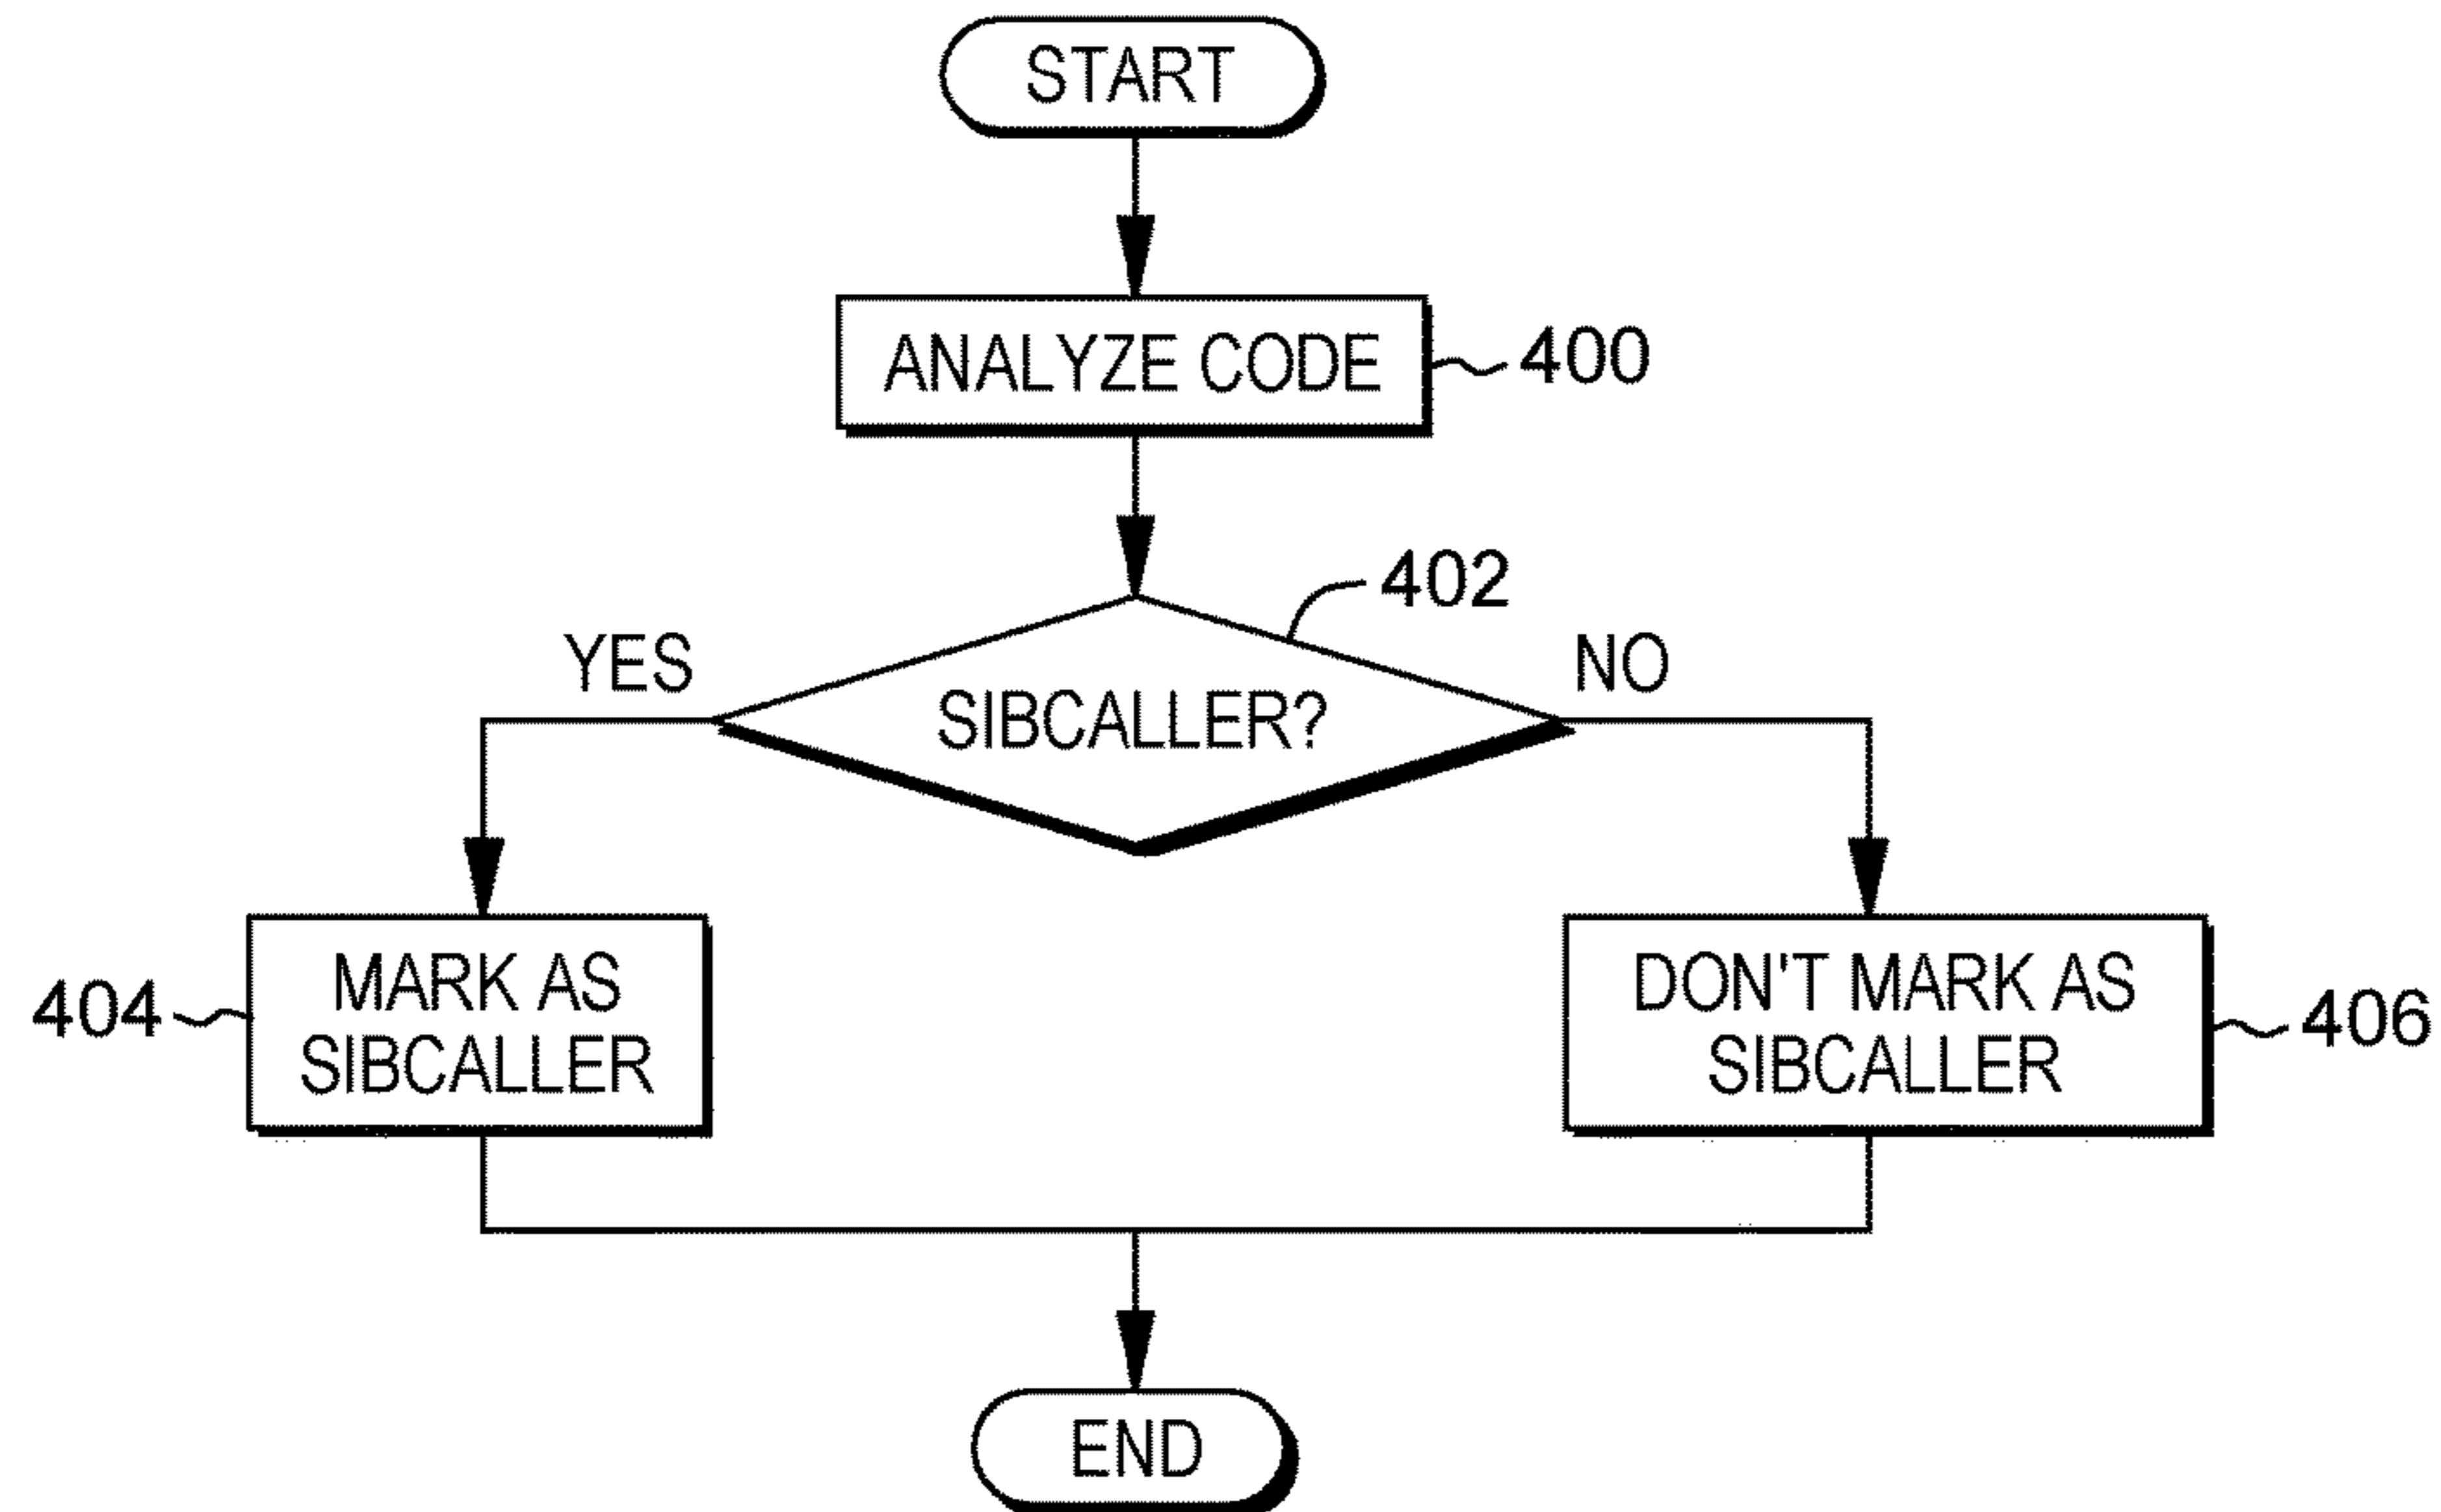 START
ANALYZE CODE
400
402
YES
NO
SIBCALLER?
MARK AS
SIBCALLER
404
DON'T MARK AS
SIBCALLER
406
END